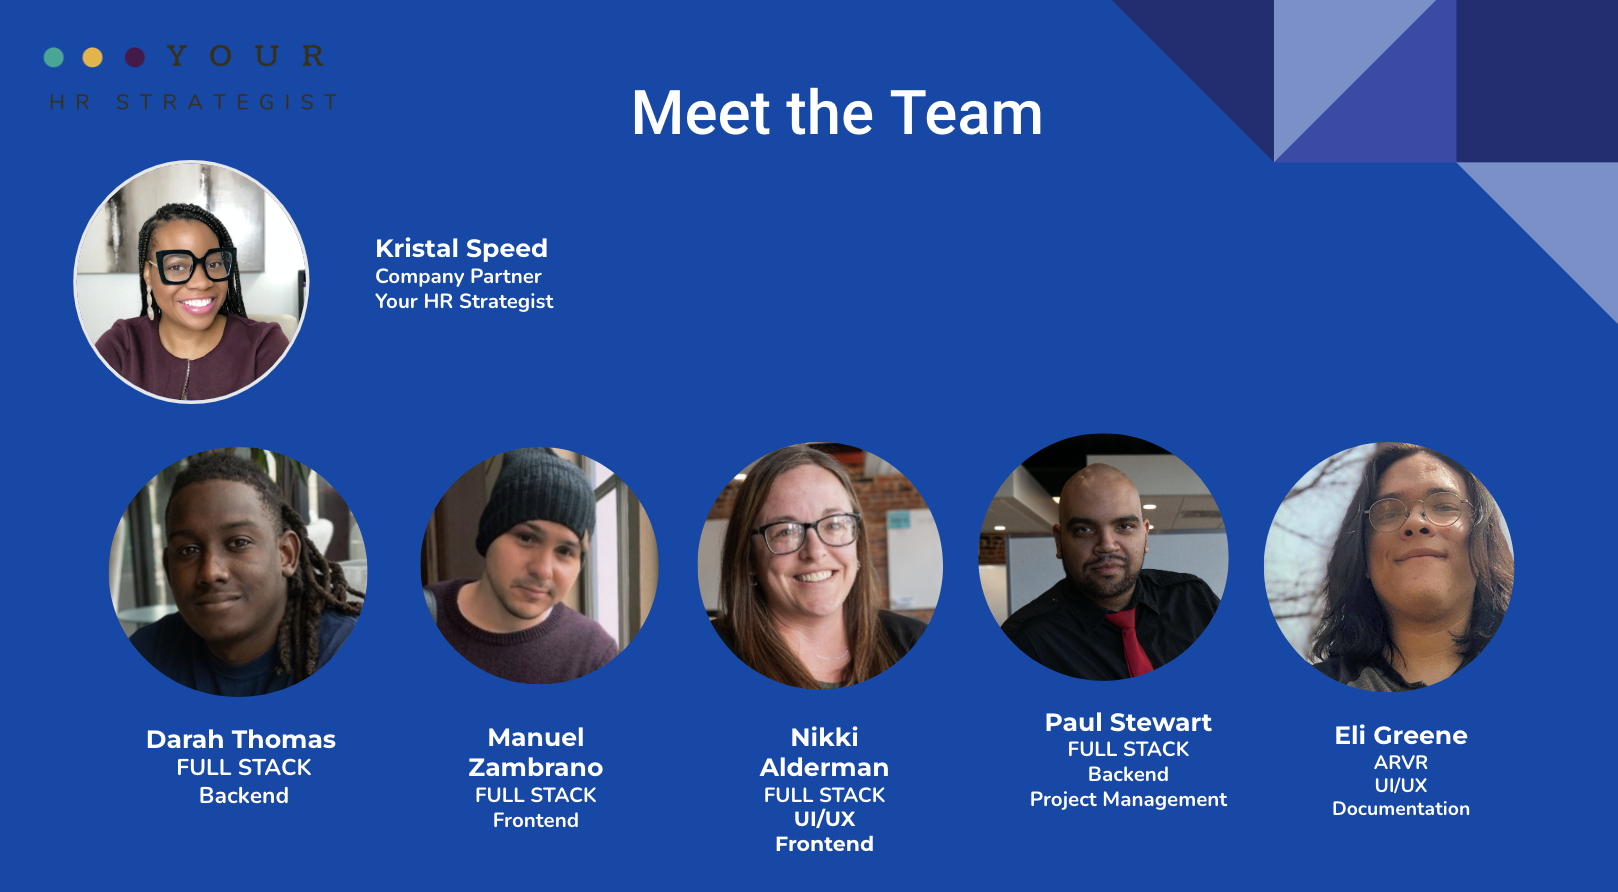 YOUR
HR STRATEGIST
Meet the Team
Kristal Speed
Company Partner
Your HR Strategist
Darah Thomas
FULL STACK
Backend
Manuel
Zambrano
FULL STACK
Frontend
Nikki
Alderman
FULL STACK
UI/UX
Frontend
Paul Stewart
FULL STACK
Backend
Project Management
Eli Greene
ARVR
UI/UX
Documentation